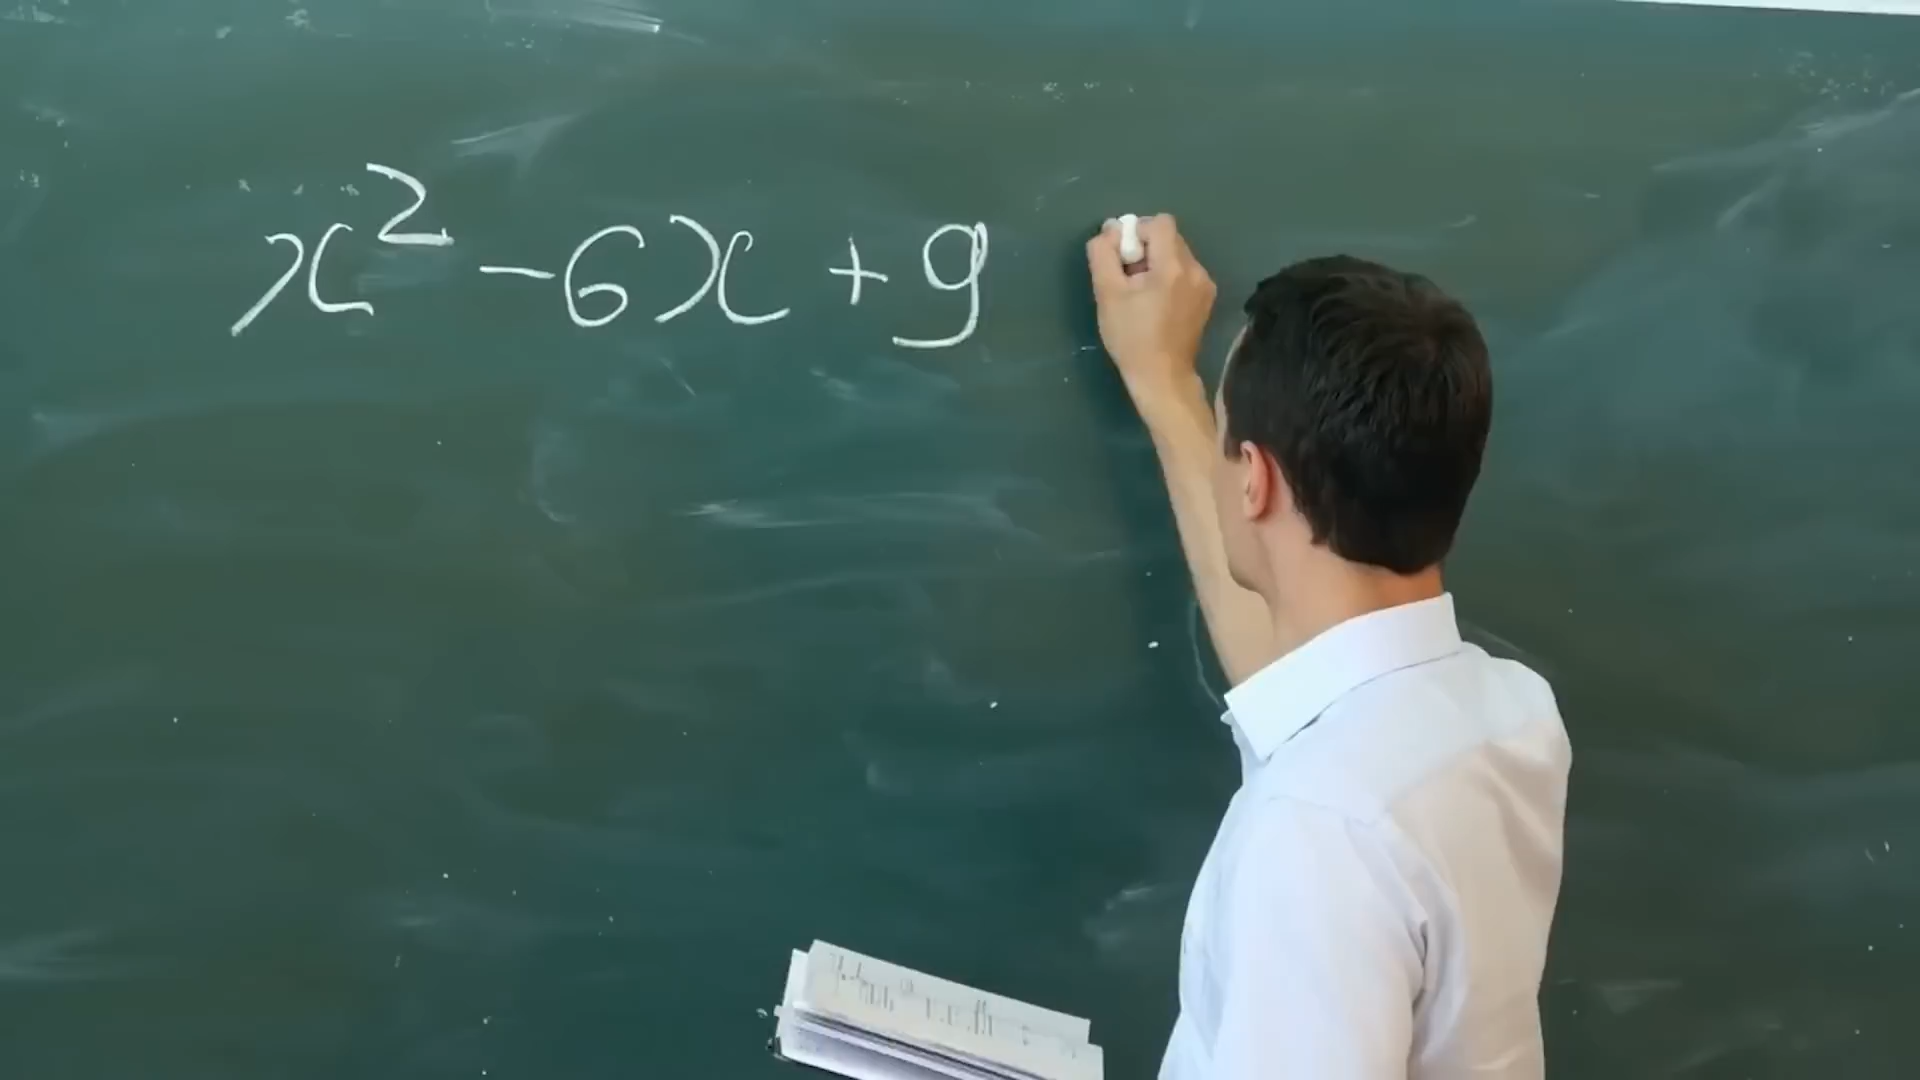 x² - 6x + 9